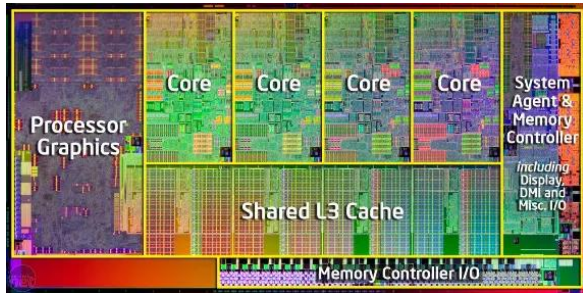 Processor
Graphics
Core
Core
Core
Core
System
Agent &
Memory
Controller
including
Display,
DMI and
Misc. I/O
Shared L3 Cache
Memory Controller I/O